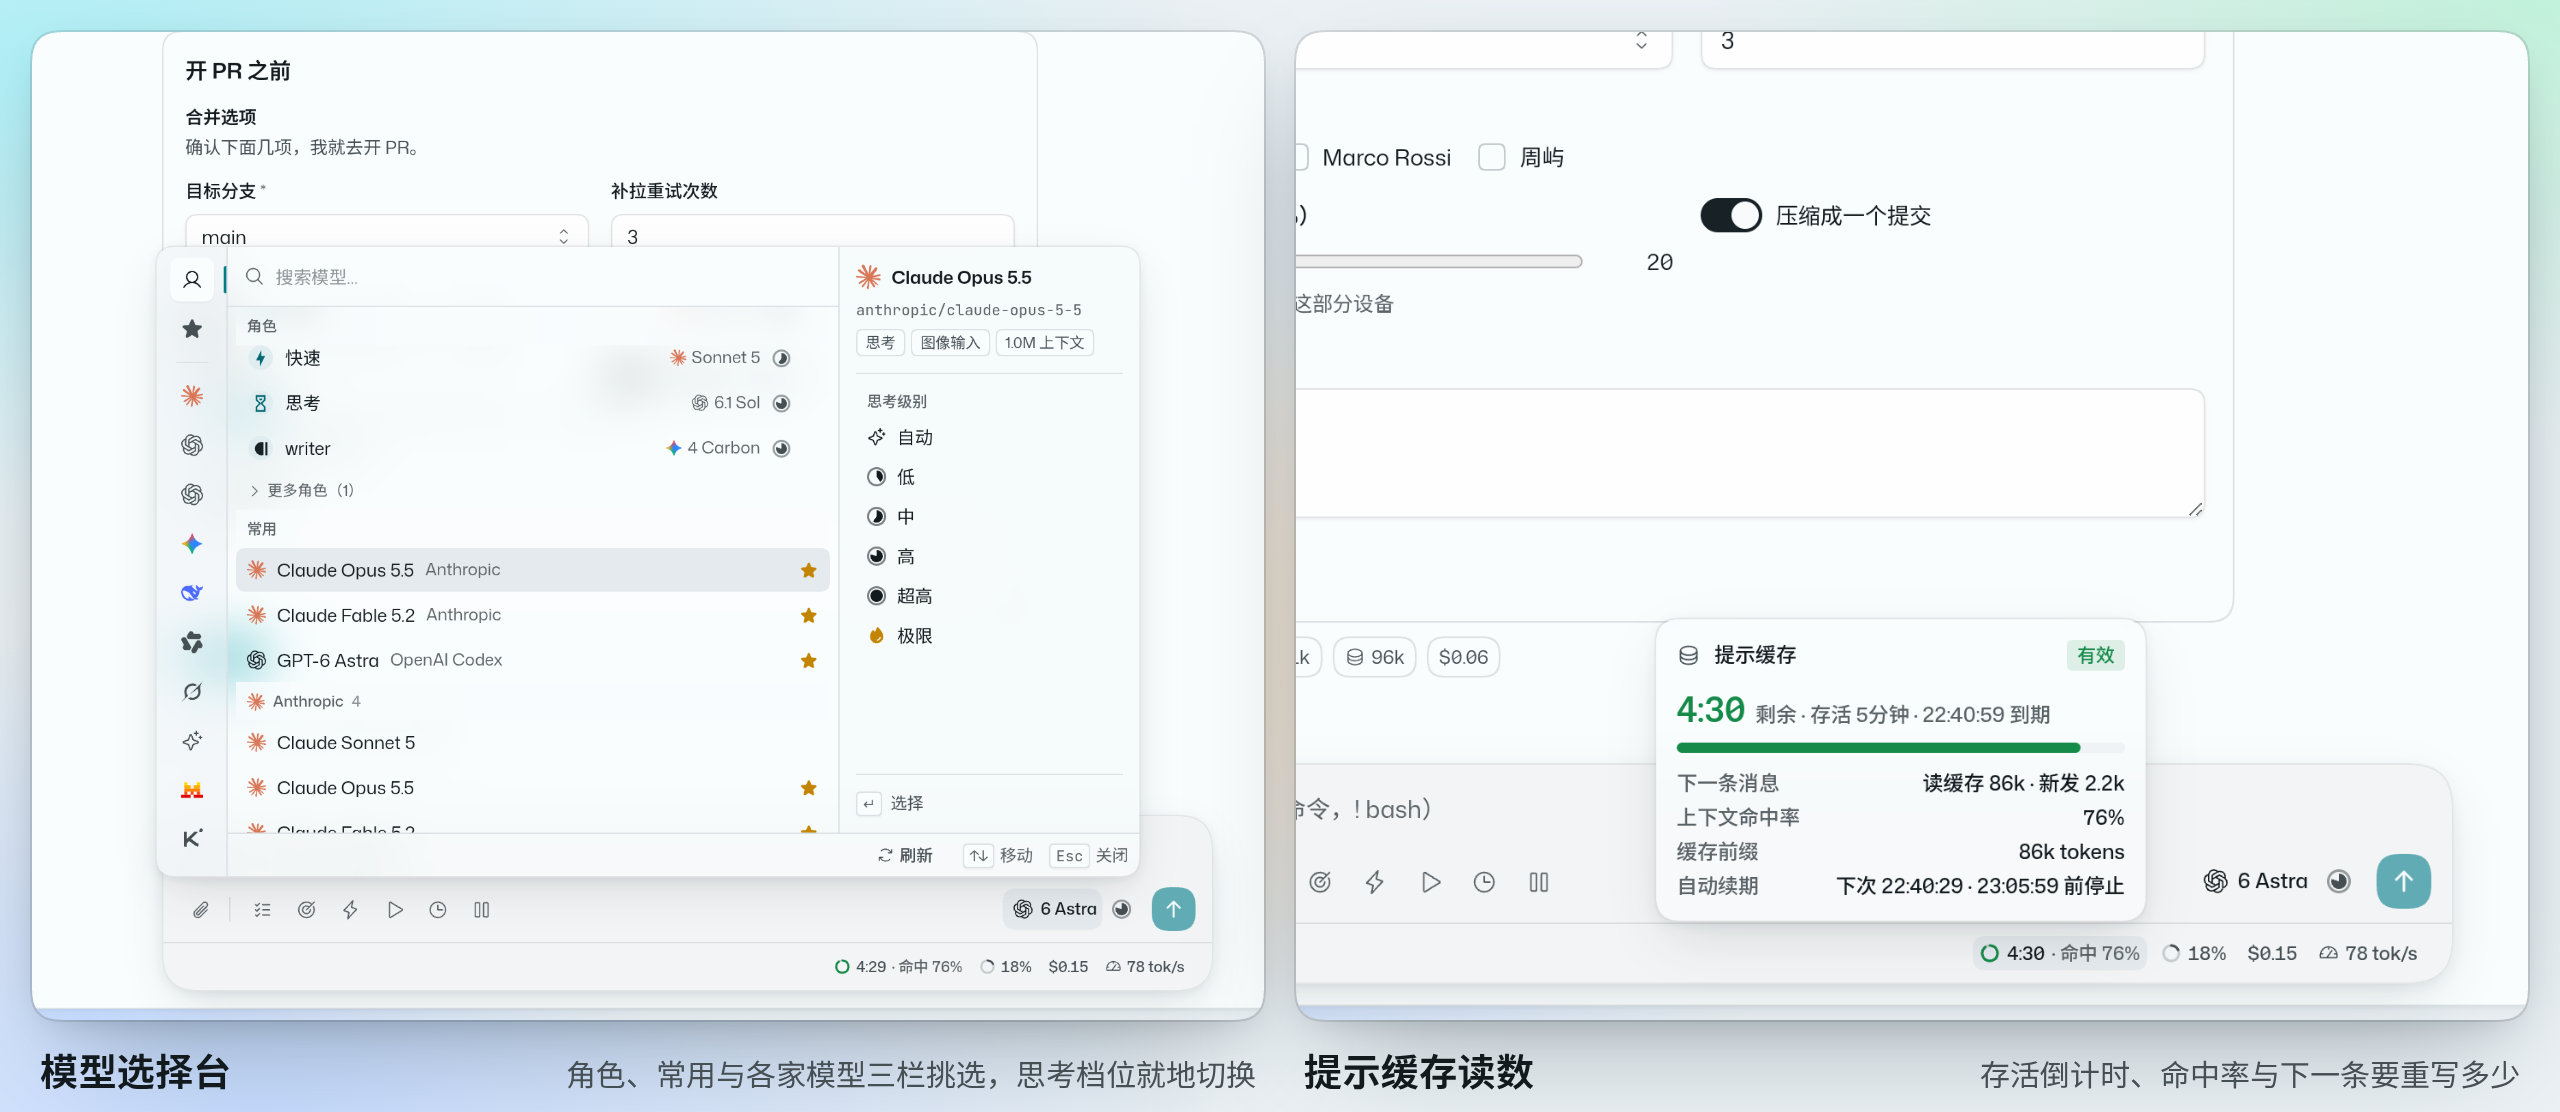 开 PR 之前
合并选项
确认下面几项，我就去开 PR。
目标分支 *
补拉重试次数
main
3
搜索模型...
角色
快速
Sonnet 5
思考
6.1 Sol
writer
4 Carbon
更多角色（1）
常用
Claude Opus 5.5 Anthropic
Claude Fable 5.2 Anthropic
GPT-6 Astra OpenAI Codex
Anthropic 4
Claude Sonnet 5
Claude Opus 5.5
Claude Fable 5.2
Claude Opus 5.5
anthropic/claude-opus-5-5
思考
图像输入
1.0M 上下文
思考级别
自动
低
中
高
超高
极限
选择
刷新
移动
Esc 关闭
6 Astra
4:29 · 命中 76%
18%
$0.15
78 tok/s
模型选择台
角色、常用与各家模型三栏挑选，思考档位就地切换
3
Marco Rossi
周屿
)
压缩成一个提交
20
这部分设备
k
96k
$0.06
提示缓存
有效
4:30 剩余 · 存活 5分钟 · 22:40:59 到期
下一条消息
读缓存 86k · 新发 2.2k
上下文命中率
76%
缓存前缀
86k tokens
自动续期
下次 22:40:29 · 23:05:59 前停止
命令，! bash）
6 Astra
4:30 · 命中 76%
18%
$0.15
78 tok/s
提示缓存读数
存活倒计时、命中率与下一条要重写多少